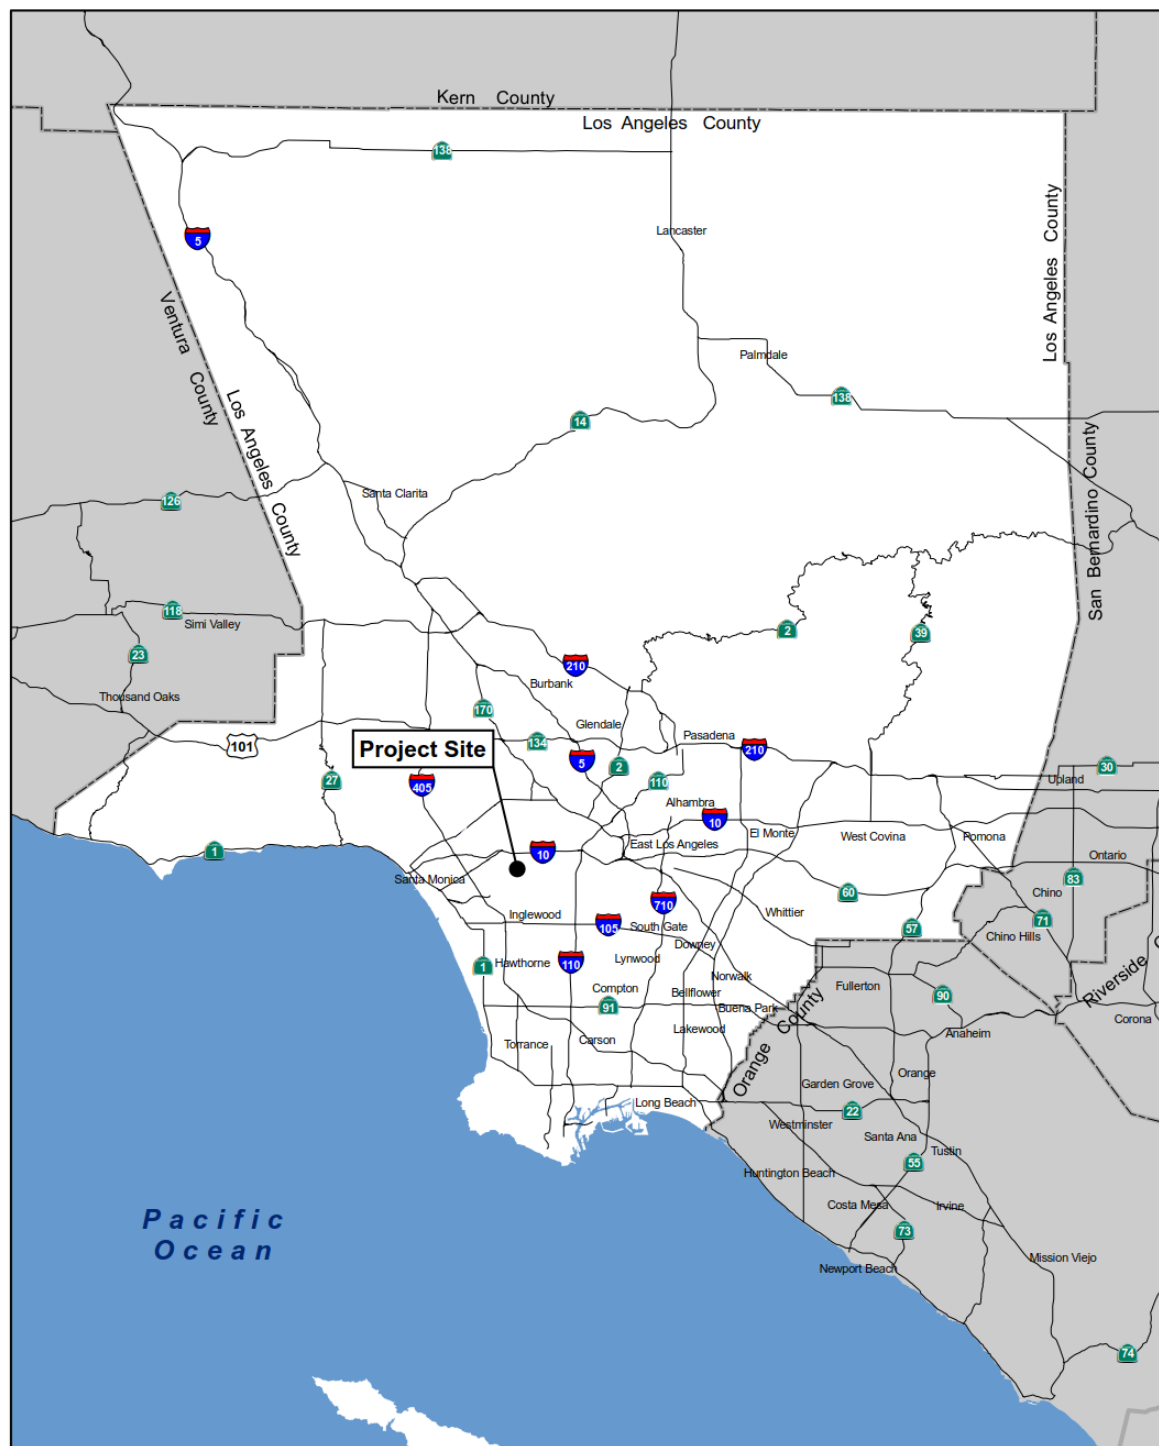 Kern County
Los Angeles County
138
Los Angeles County
5
Lancaster
Ventura County
Palmdale
Los Angeles County
138
14
San Bernardino County
Santa Clarita
126
118
Simi Valley
2
39
23
210
Burbank
Thousand Oaks
170
Glendale
Pasadena
101
134
210
Project Site
5
2
30
27
405
110
Upland
Alhambra
10
El Monte
West Covina
Pomona
East Los Angeles
1
10
Ontario
Santa Monica
83
60
Chino
710
Inglewood
Whittier
71
South Gate
105
57
Chino Hills
Downey
Hawthorne
110
Lynwood
1
Norwalk
Riverside C
Compton
Bellflower
Fullerton
90
91
Buena Park
Orange County
Corona
Lakewood
Anaheim
Torrance
Carson
Orange
Garden Grove
Long Beach
22
Westminster
Santa Ana
Tustin
55
Huntington Beach
Costa Mesa
Irvine
Pacific
Ocean
73
Mission Viejo
Newport Beach
74